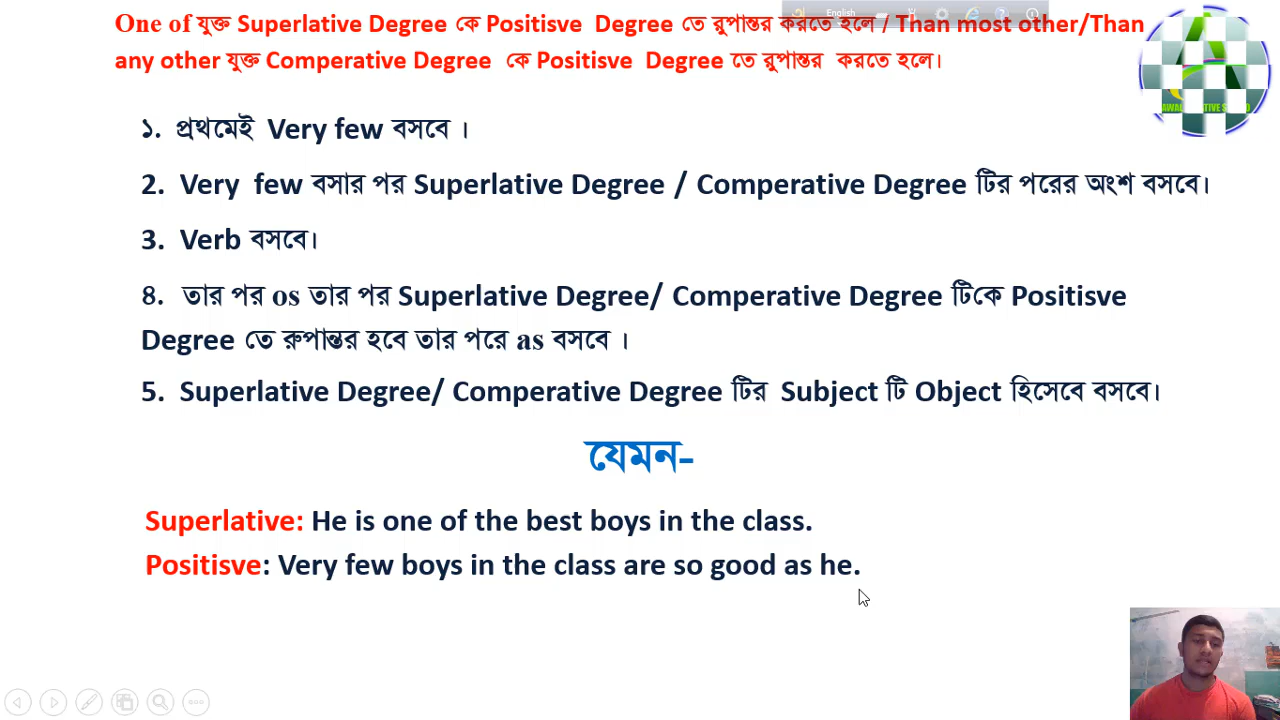 English
One of যুক্ত Superlative Degree কে Positisve Degree তে রুপান্তর করতে হলে / Than most other/Than
any other যুক্ত Comperative Degree কে Positisve Degree তে রুপান্তর করতে হলে।
১. প্রথমেই Very few বসবে ।
2. Very few বসার পর Superlative Degree / Comperative Degree টির পরের অংশ বসবে।
3. Verb বসবে।
8. তার পর os তার পর Superlative Degree/ Comperative Degree টিকে Positisve
Degree তে রুপান্তর হবে তার পরে as বসবে ।
5. Superlative Degree/ Comperative Degree টির Subject টি Object হিসেবে বসবে।
যেমন-
Superlative: He is one of the best boys in the class.
Positisve: Very few boys in the class are so good as he.